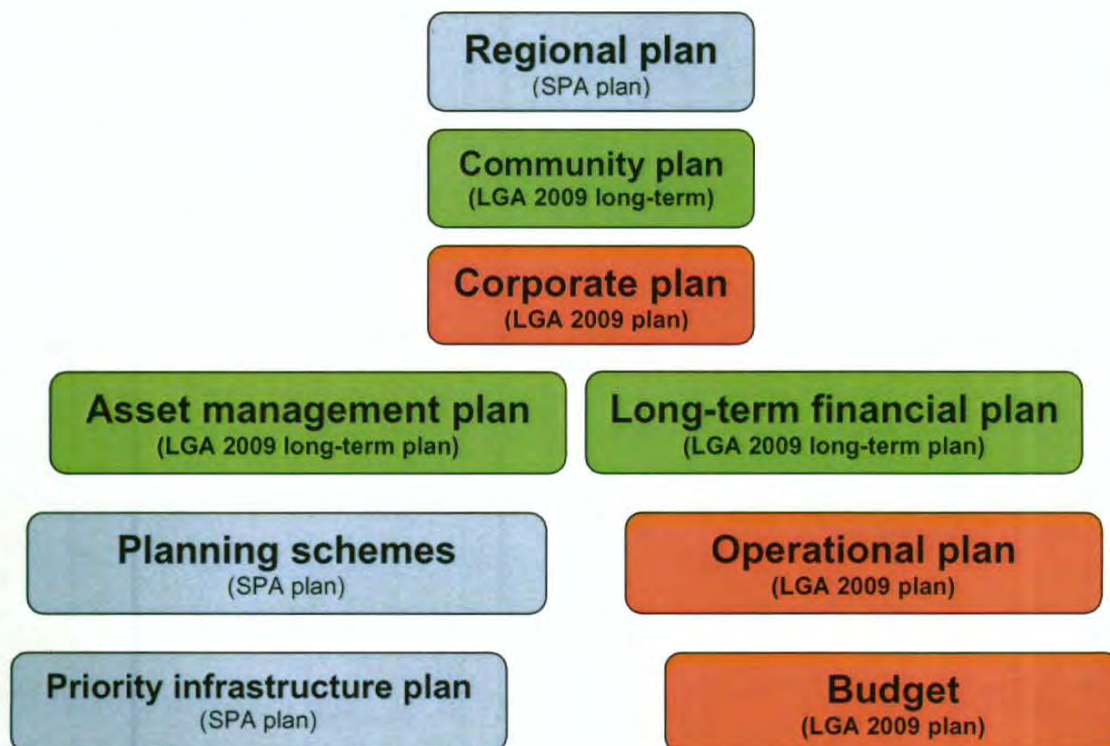 Regional plan
(SPA plan)
Community plan
(LGA 2009 long-term)
Corporate plan
(LGA 2009 plan)
Asset management plan
(LGA 2009 long-term plan)
Long-term financial plan
(LGA 2009 long-term plan)
Planning schemes
(SPA plan)
Operational plan
(LGA 2009 plan)
Priority infrastructure plan
(SPA plan)
Budget
(LGA 2009 plan)